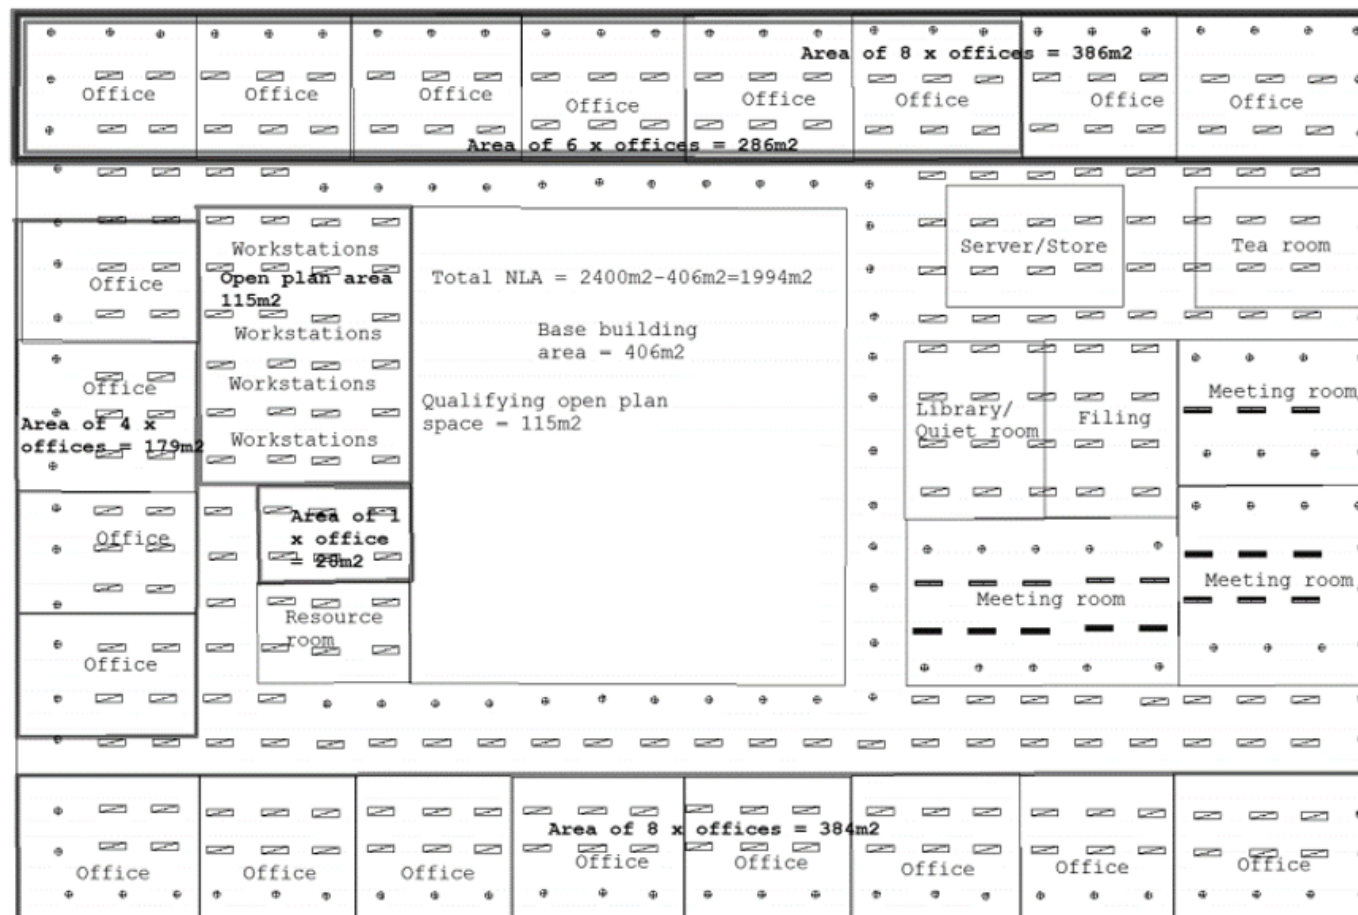 Area of 8 x offices = 386m2
Office
Office
Office
Office
Office
Office
Office
Office
Area of 6 x offices = 286m2
Workstations
Open plan area
115m2
Workstations
Workstations
Workstations
Total NLA = 2400m2-406m2=1994m2
Base building
area = 406m2
Qualifying open plan
space = 115m2
Server/Store
Tea room
Office
Office
Area of 4 x
offices = 179m2
Office
Office
Area of 1
x office
= 28m2
Resource
room
Library/
Quiet room
Filing
Meeting room
Meeting room
Meeting room
Area of 8 x offices = 384m2
Office
Office
Office
Office
Office
Office
Office
Office